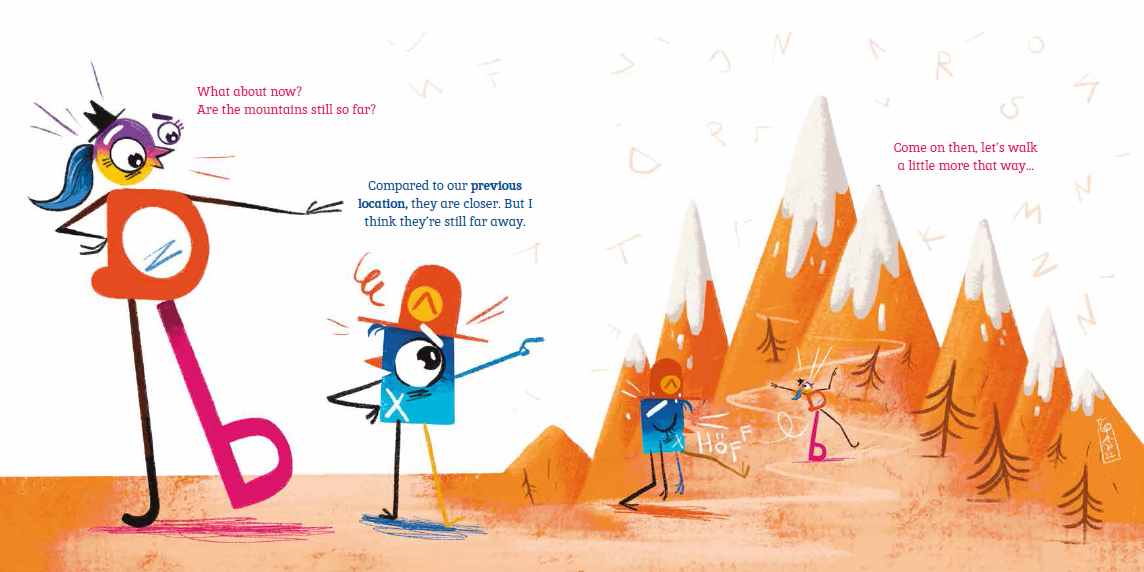 What about now?
Are the mountains still so far?
Compared to our previous
location, they are closer. But I
think they're still far away.
Come on then, let's walk
a little more that way...
HÖFF